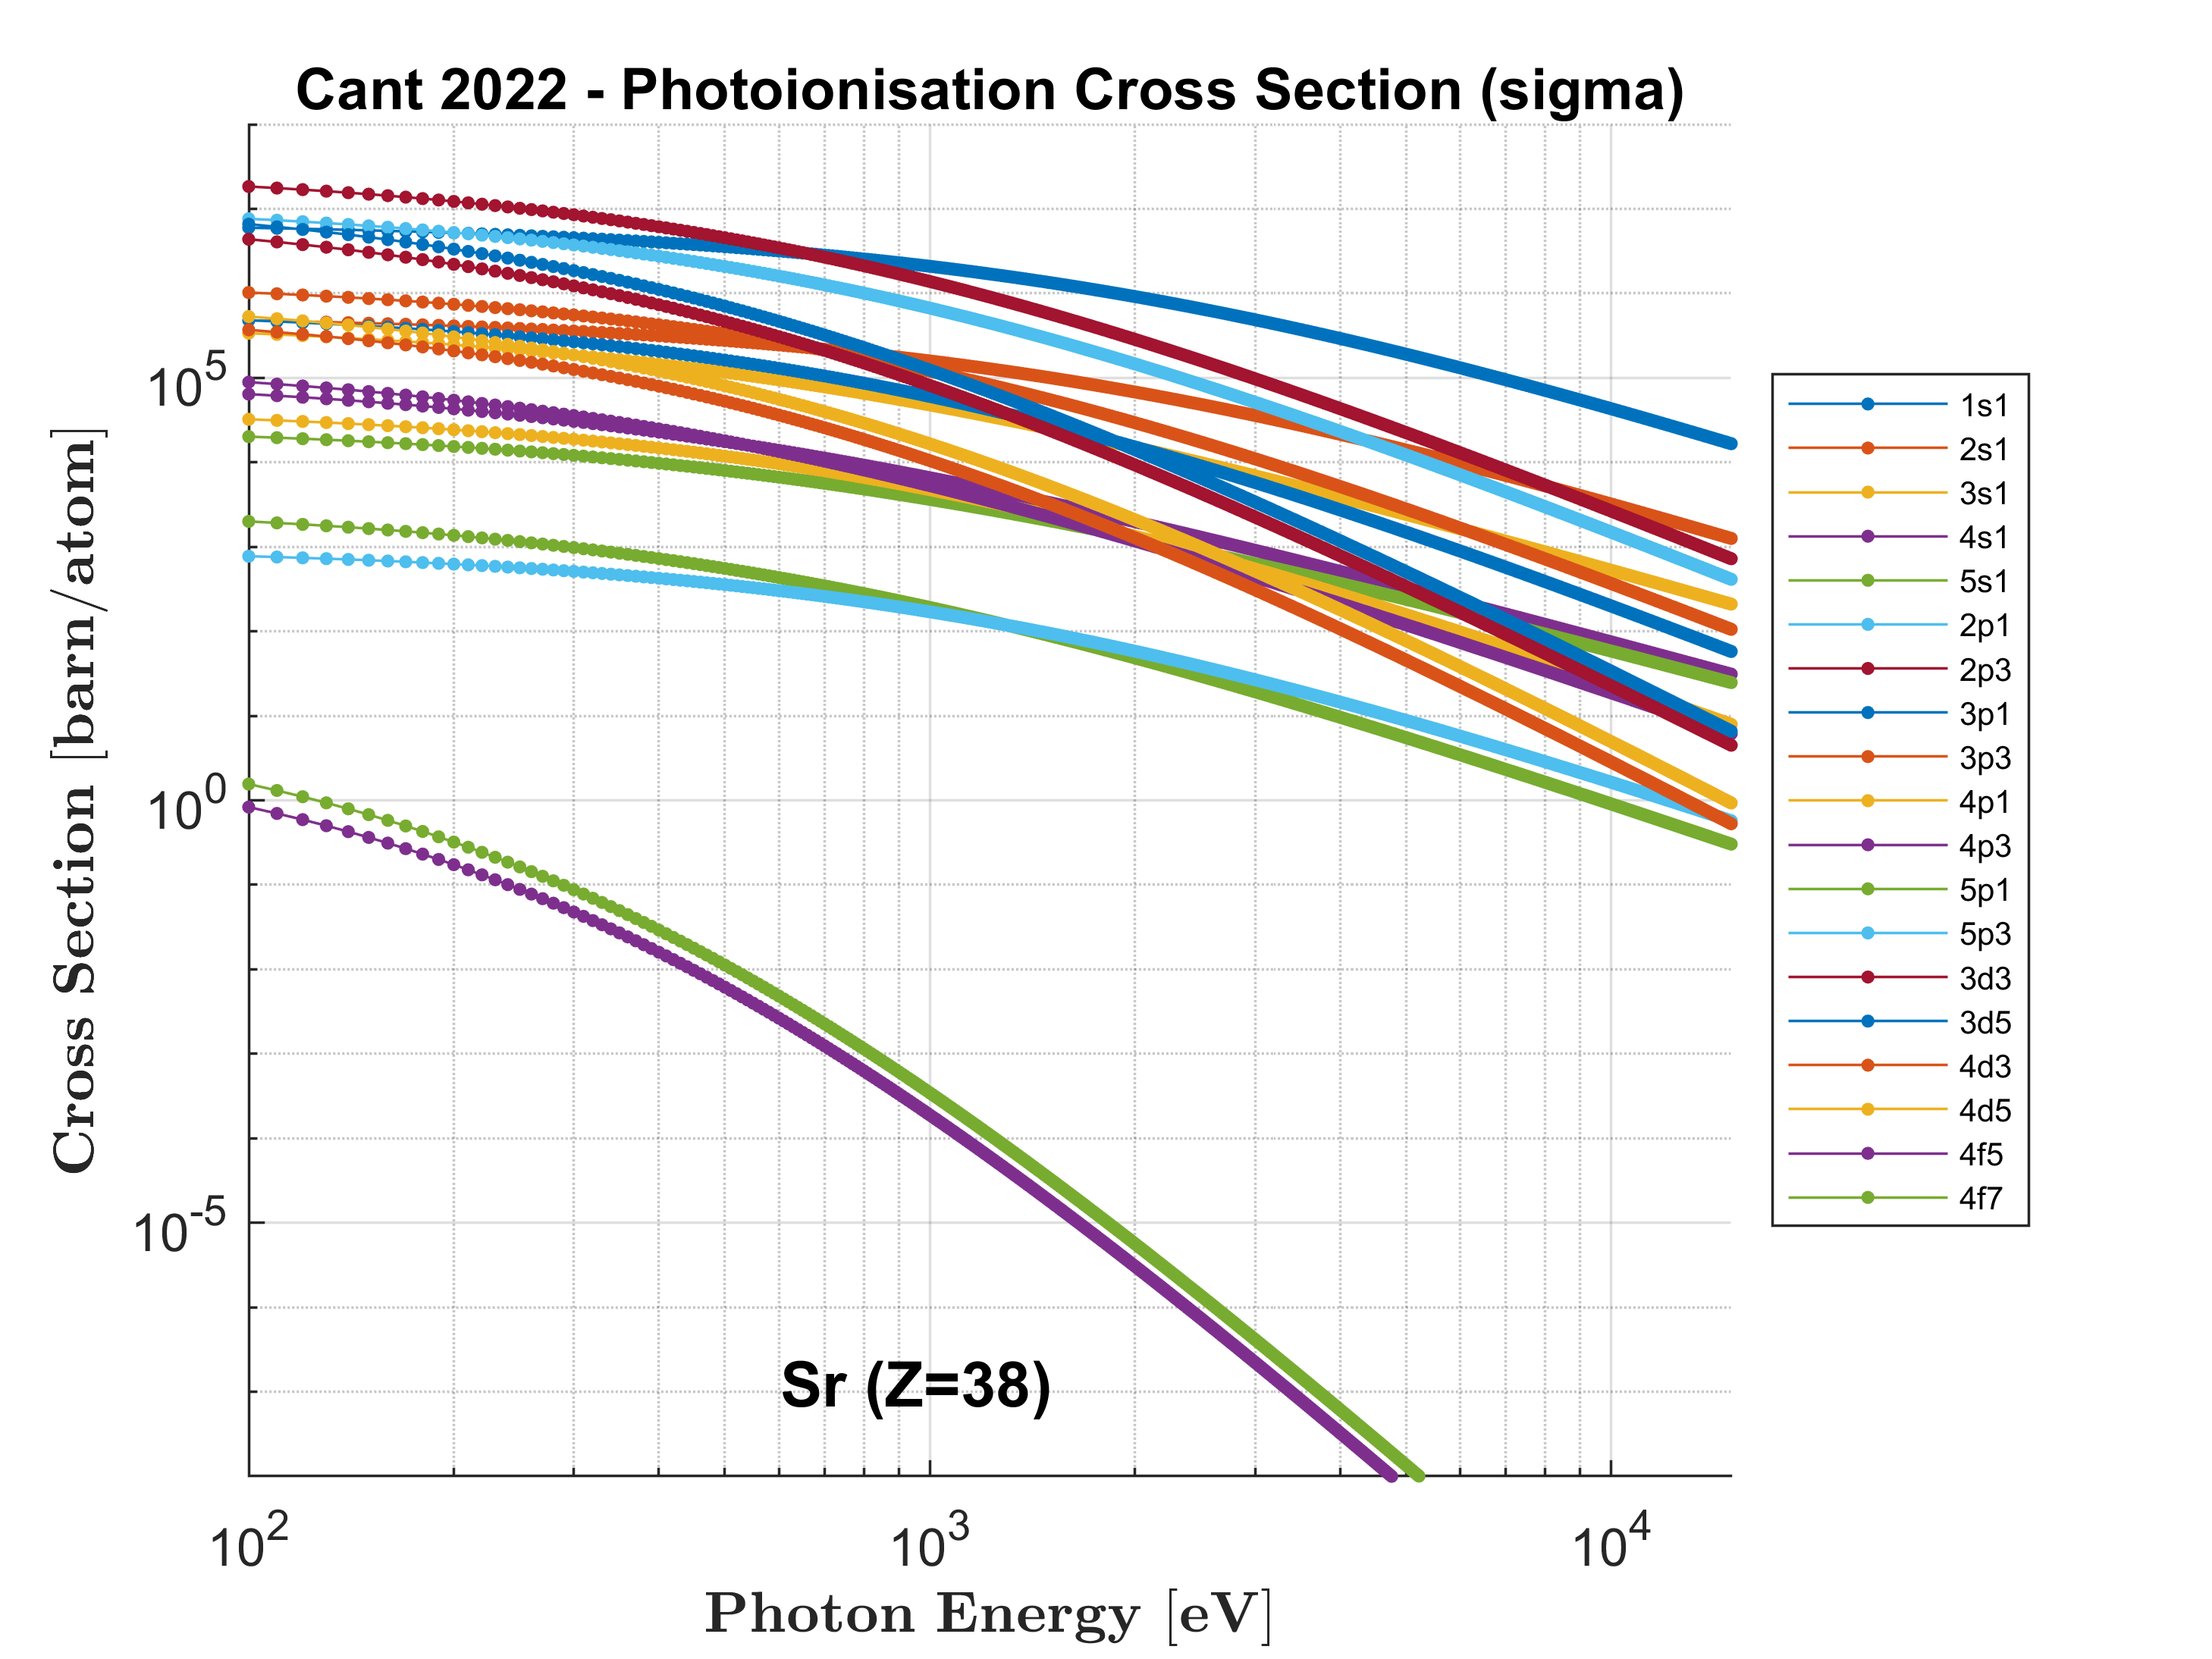 Cant 2022 - Photoionisation Cross Section (sigma)
10^5
10^0
10^-5
Cross Section [barn/atom]
1s1
2s1
3s1
4s1
5s1
2p1
2p3
3p1
3p3
4p1
4p3
5p1
5p3
3d3
3d5
4d3
4d5
4f5
4f7
Sr (Z=38)
10^2 10^3 10^4
Photon Energy [eV]